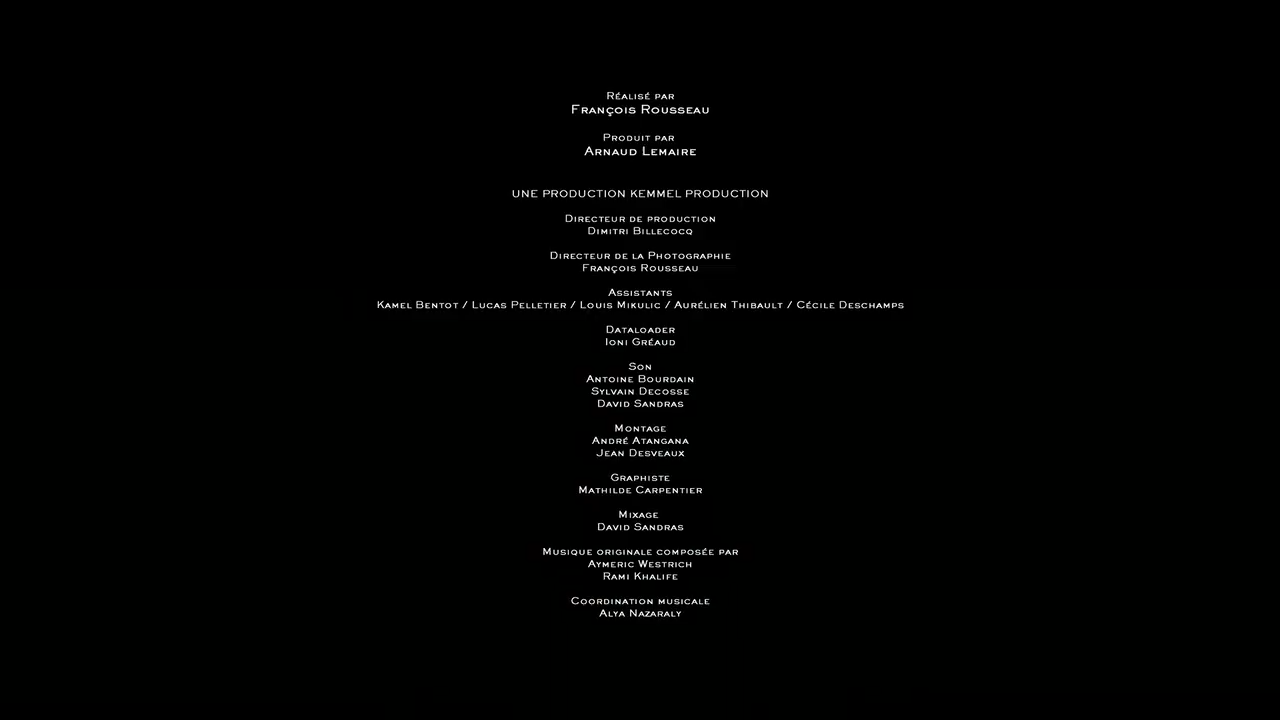 Réalisé par
François Rousseau
Produit par
Arnaud Lemaire
UNE PRODUCTION KEMMEL PRODUCTION
Directeur de production
Dimitri Billecocq
Directeur de la Photographie
François Rousseau
Assistants
Kamel Bentot / Lucas Pelletier / Louis Mikulic / Aurélien Thibault / Cécile Deschamps
Dataloader
Ioni Gréaud
Son
Antoine Bourdain
Sylvain Decosse
David Sandras
Montage
André Atangana
Jean Desveaux
Graphiste
Mathilde Carpentier
Mixage
David Sandras
Musique originale composée par
Aymeric Westrich
Rami Khalife
Coordination musicale
Alya Nazaraly